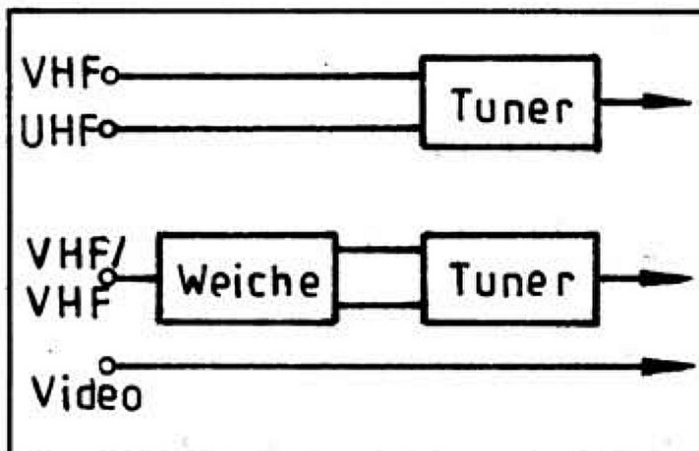 VHF
UHF
Tuner
VHF/
VHF
Weiche
Tuner
Video